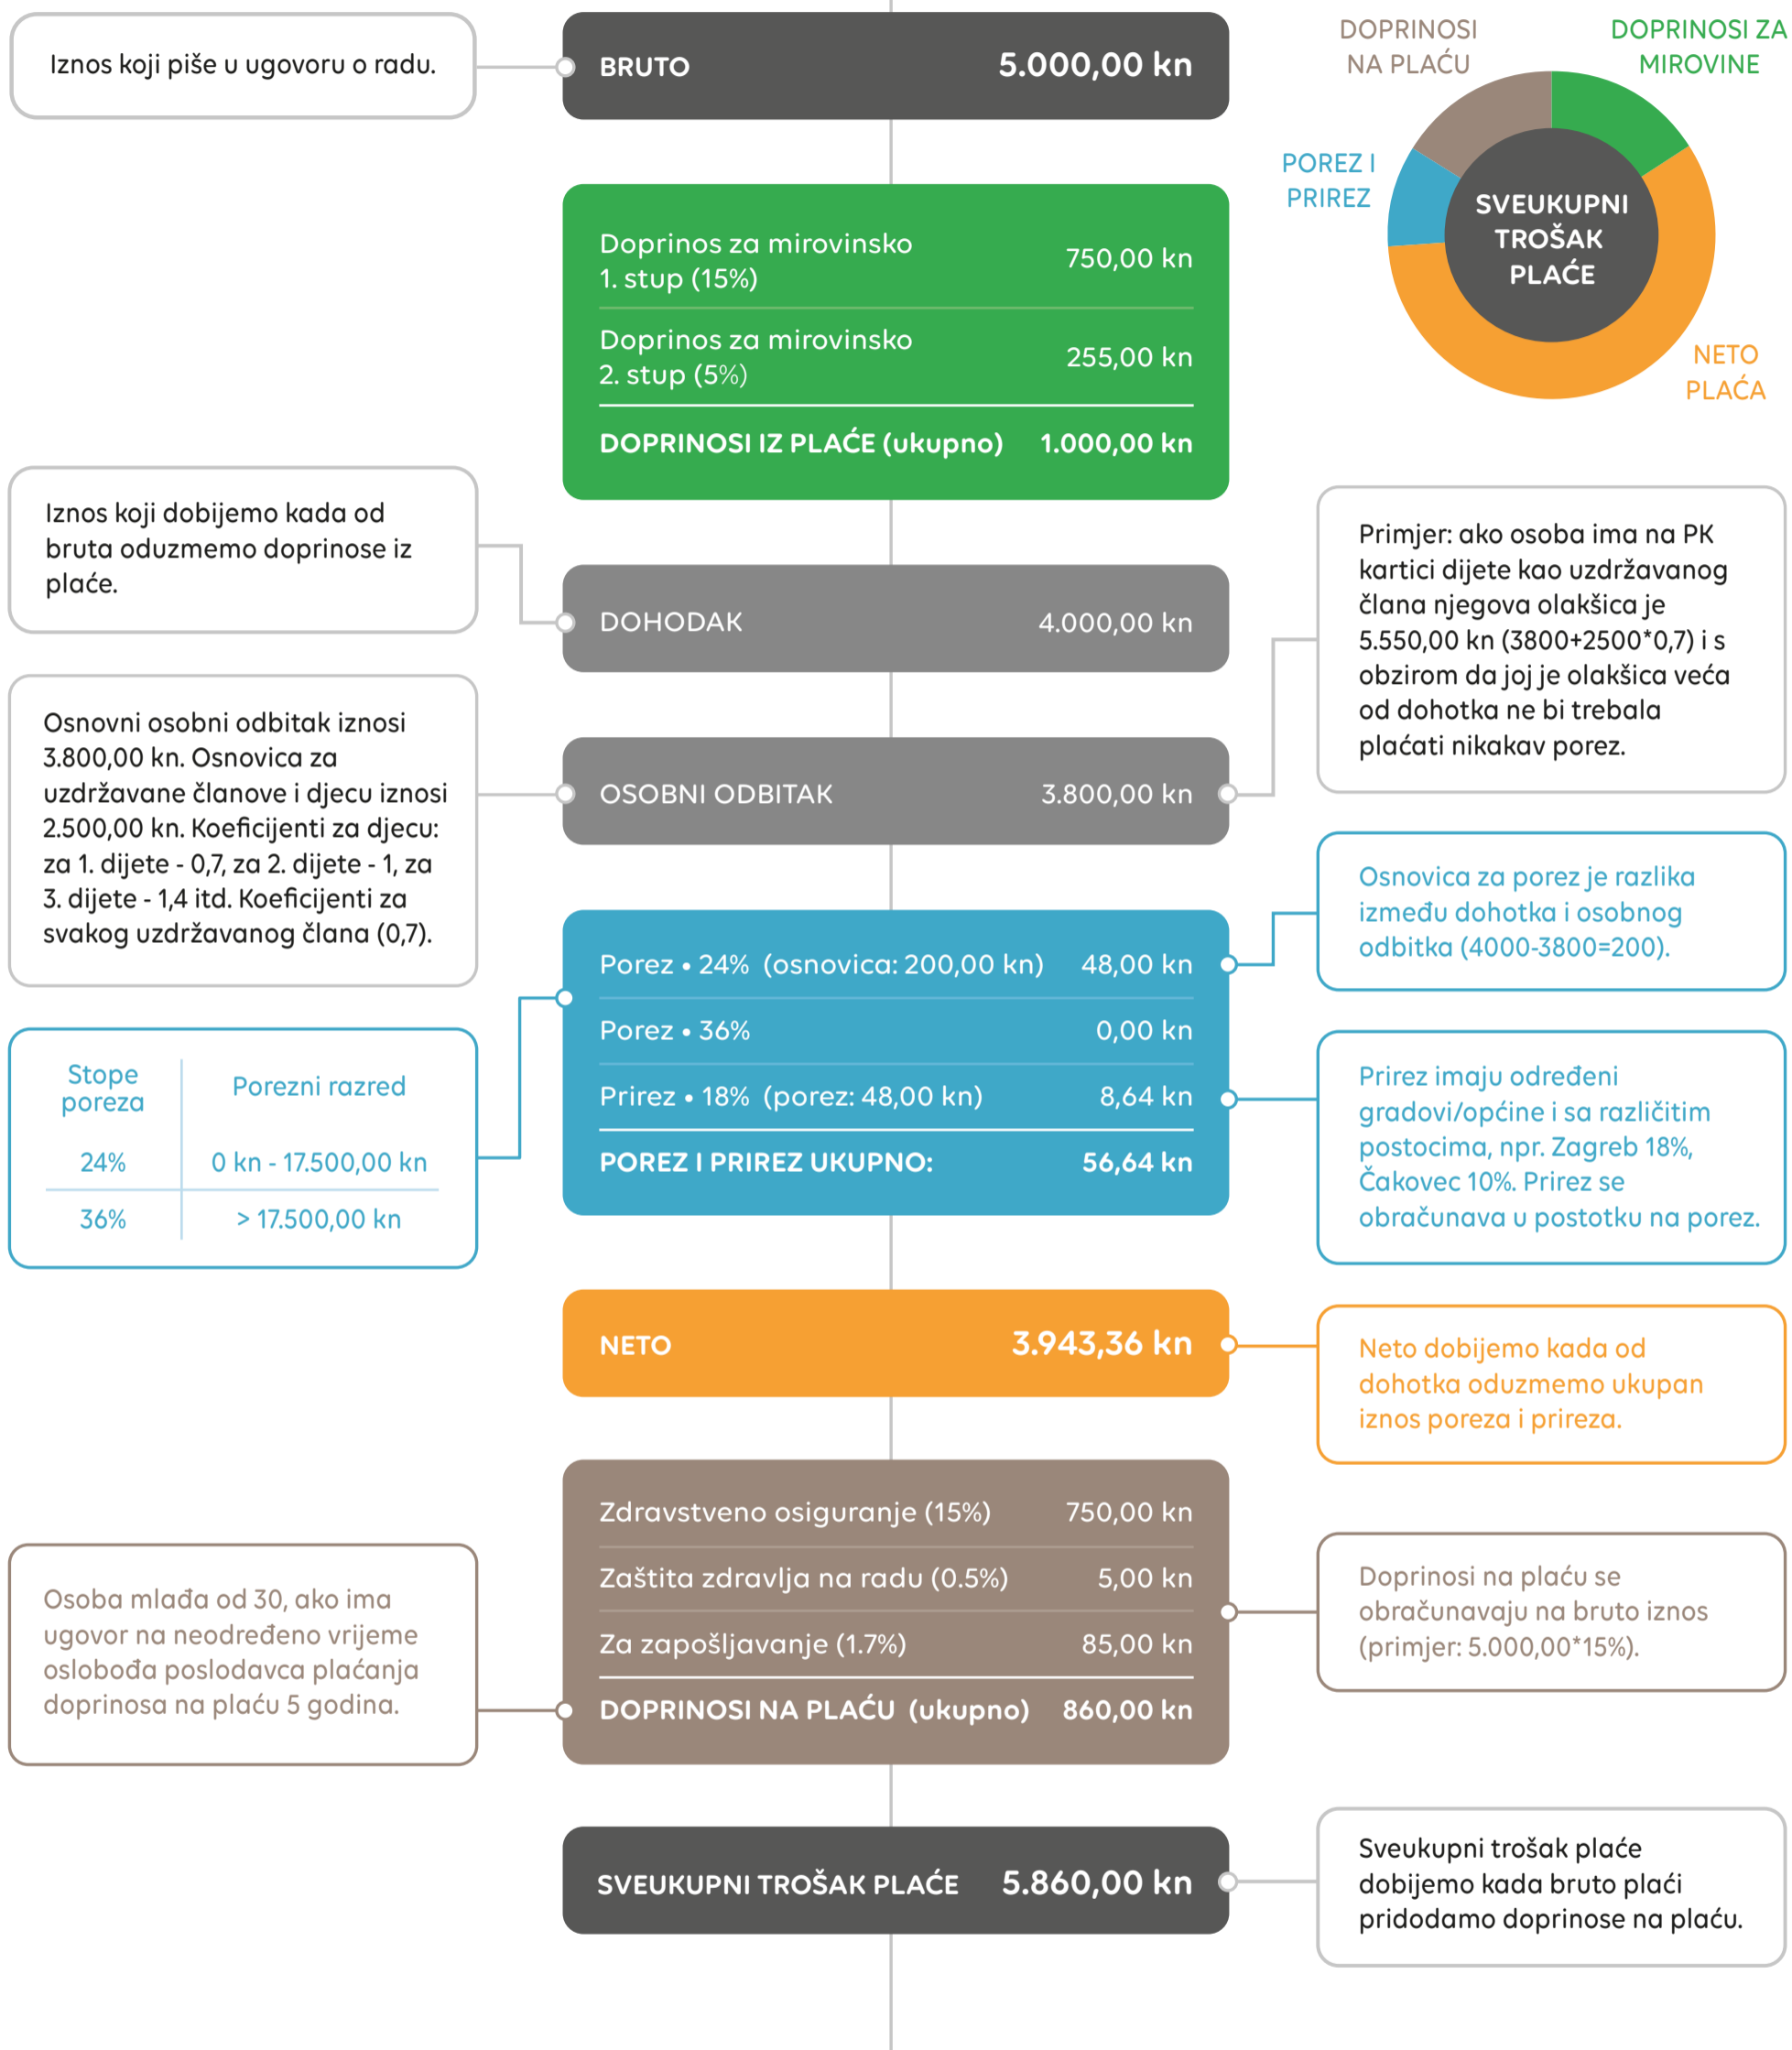 Iznos koji piše u ugovoru o radu.
BRUTO 5.000,00 kn
DOPRINOSI
NA PLAĆU
DOPRINOSI ZA
MIROVINE
POREZ I
PRIREZ
SVEUKUPNI
TROŠAK
PLAĆE
NETO
PLAĆA
Doprinos za mirovinsko
1. stup (15%)
750,00 kn
Doprinos za mirovinsko
2. stup (5%)
255,00 kn
DOPRINOSI IZ PLAĆE (ukupno) 1.000,00 kn
Iznos koji dobijemo kada od
bruta oduzmemo doprinose iz
plaće.
DOHODAK 4.000,00 kn
Primjer: ako osoba ima na PK
kartici dijete kao uzdržavanog
člana njegova olakšica je
5.550,00 kn (3800+2500*0,7) i s
obzirom da joj je olakšica veća
od dohotka ne bi trebala
plaćati nikakav porez.
Osnovni osobni odbitak iznosi
3.800,00 kn. Osnovica za
uzdržavane članove i djecu iznosi
2.500,00 kn. Koeficijenti za djecu:
za 1. dijete - 0,7, za 2. dijete - 1, za
3. dijete - 1,4 itd. Koeficijenti za
svakog uzdržavanog člana (0,7).
OSOBNI ODBITAK 3.800,00 kn
Osnovica za porez je razlika
između dohotka i osobnog
odbitka (4000-3800=200).
Porez • 24% (osnovica: 200,00 kn) 48,00 kn
Porez • 36% 0,00 kn
Prirez • 18% (porez: 48,00 kn) 8,64 kn
POREZ I PRIREZ UKUPNO: 56,64 kn
Stope
poreza
Porezni razred
24% 0 kn - 17.500,00 kn
36% > 17.500,00 kn
Prirez imaju određeni
gradovi/općine i sa različitim
postocima, npr. Zagreb 18%,
Čakovec 10%. Prirez se
obračunava u postotku na porez.
NETO 3.943,36 kn
Neto dobijemo kada od
dohotka oduzmemo ukupan
iznos poreza i prireza.
Zdravstveno osiguranje (15%) 750,00 kn
Zaštita zdravlja na radu (0.5%) 5,00 kn
Za zapošljavanje (1.7%) 85,00 kn
DOPRINOSI NA PLAĆU (ukupno) 860,00 kn
Osoba mlađa od 30, ako ima
ugovor na neodređeno vrijeme
oslobođa poslodavca plaćanja
doprinosa na plaću 5 godina.
Doprinosi na plaću se
obračunavaju na bruto iznos
(primjer: 5.000,00*15%).
SVEUKUPNI TROŠAK PLAĆE 5.860,00 kn
Sveukupni trošak plaće
dobijemo kada bruto plaći
pridodamo doprinose na plaću.